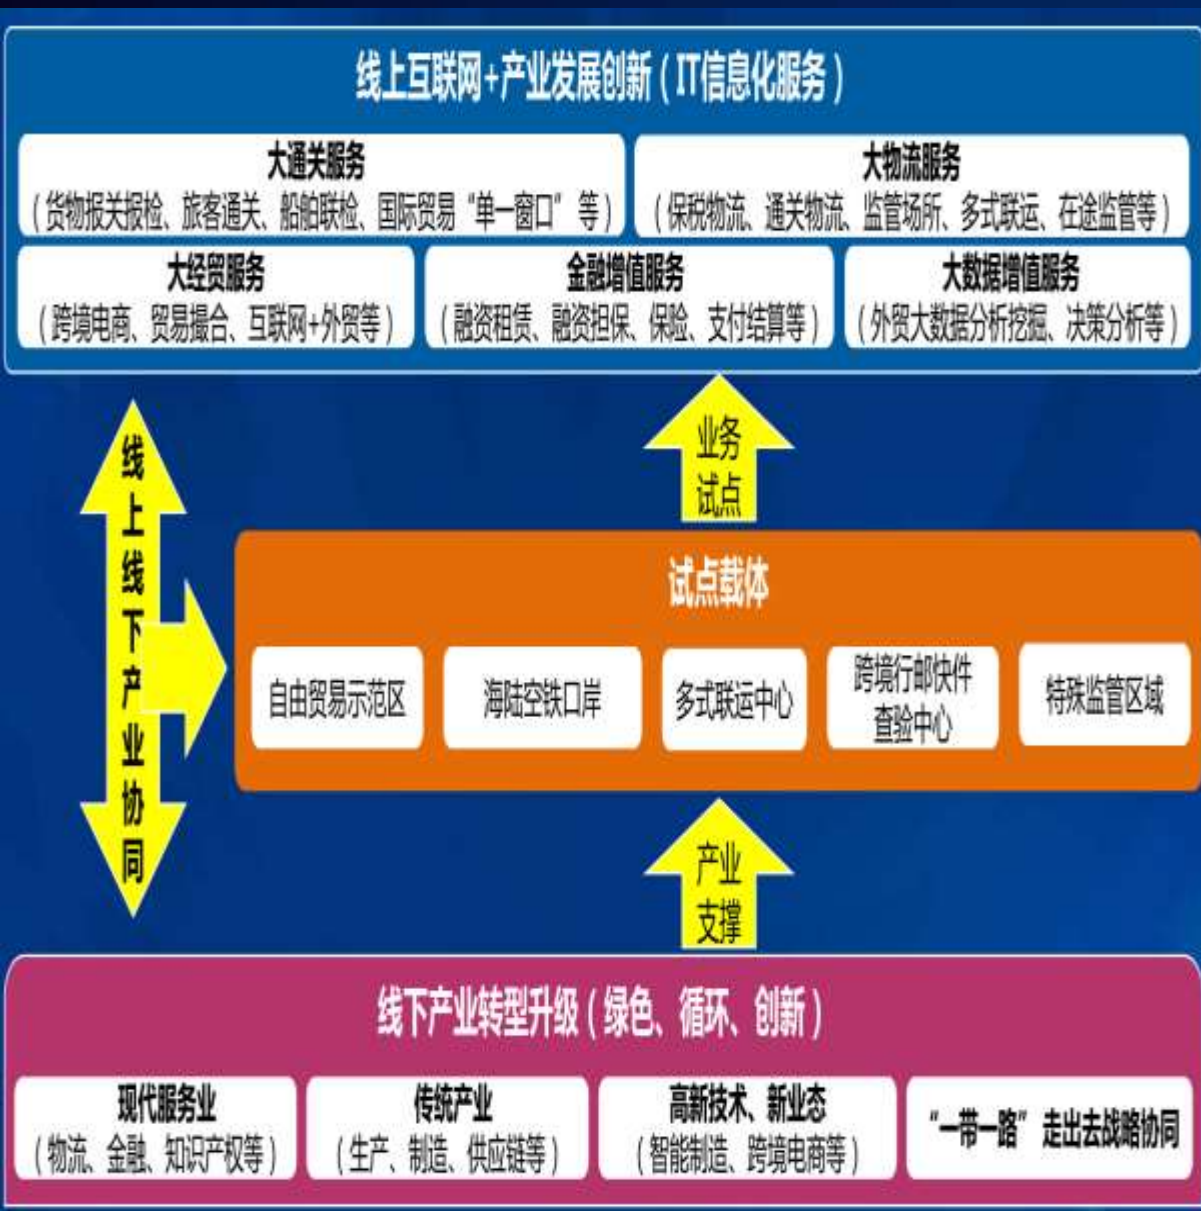 线上互联网+产业发展创新（IT信息化服务）
大通关服务
（货物报关报检、旅客通关、船舶联检、国际贸易“单一窗口” 等）
大物流服务
（保税物流、通关物流、监管场所、多式联运、在途监管等）
大经贸服务
（跨境电商、贸易撮合、互联网+外贸等）
金融增值服务
（融资租赁、融资担保、保险、支付结算等）
大数据增值服务
（外贸大数据分析挖掘、决策分析等）
线上线下产业协同
业务
试点
试点载体
自由贸易示范区
海陆空铁口岸
多式联运中心
跨境行邮快件
查验中心
特殊监管区域
产业
支撑
线下产业转型升级（绿色、循环、创新）
现代服务业
（物流、金融、知识产权等）
传统产业
（生产、制造、供应链等）
高新技术、新业态
（智能制造、跨境电商等）
“一带一路” 走出去战略协同